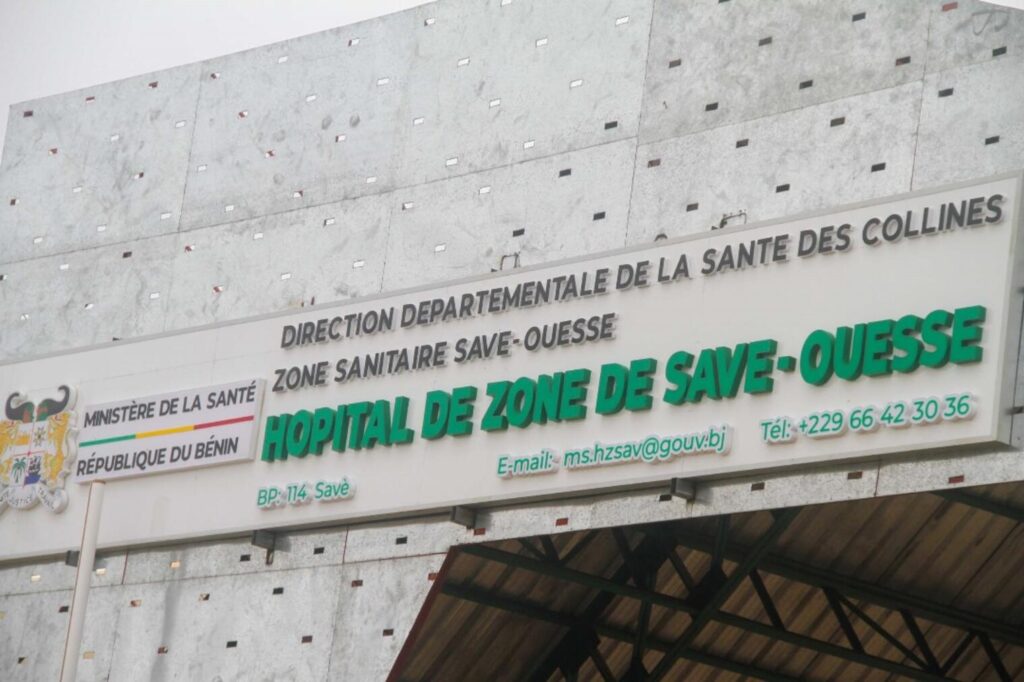 DIRECTION DEPARTEMENTALE DE LA SANTE DES COLLINES
ZONE SANITAIRE SAVE-OUESSE
HOPITAL DE ZONE DE SAVE-OUESSE
BP: 114 Savè
E-mail: ms.hzsav@gouv.bj
Tél: +229 66 42 30 36
MINISTÈRE DE LA SANTÉ
RÉPUBLIQUE DU BÉNIN